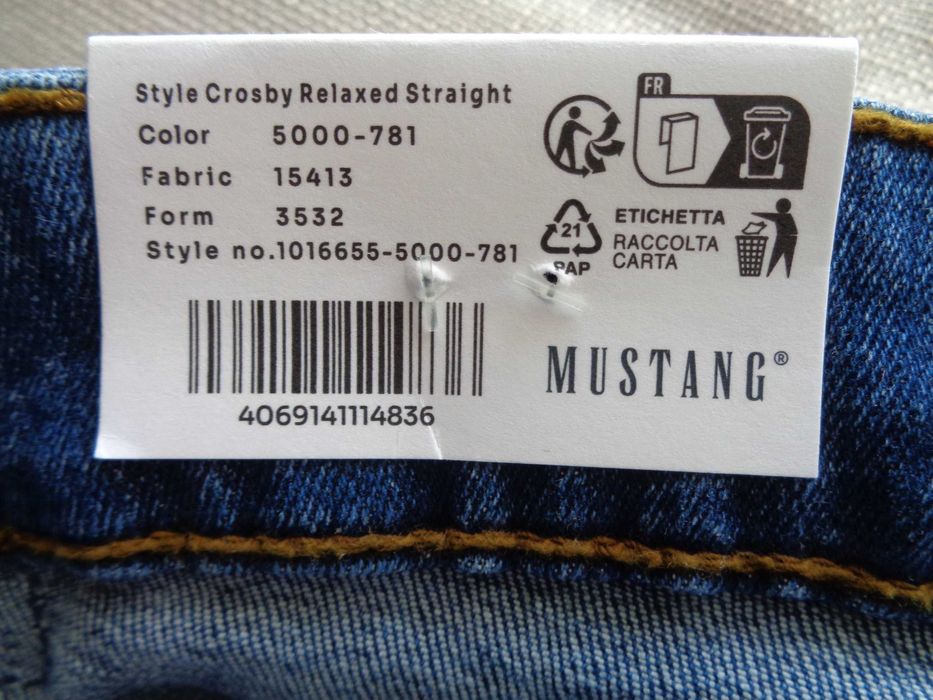 Style Crosby Relaxed Straight
Color 5000-781
Fabric 15413
Form 3532
Style no.1016655-5000-781
4069141114836
FR
21
PAP
ETICHETTA
RACCOLTA
CARTA
MUSTANG®